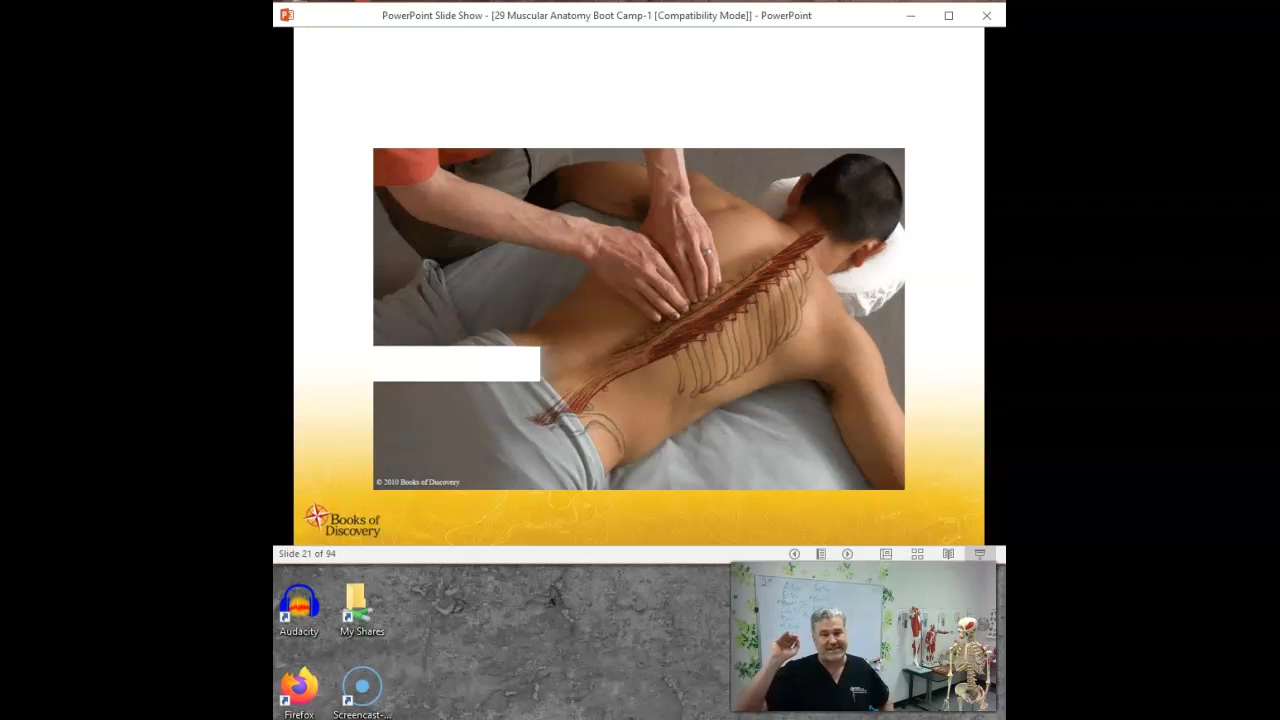 PowerPoint Slide Show - [29 Muscular Anatomy Boot Camp-1 [Compatibility Mode]] - PowerPoint
© 2010 Books of Discovery
Books of
Discovery
Slide 21 of 94
Audacity
My Shares
Firefox
Screencast-...